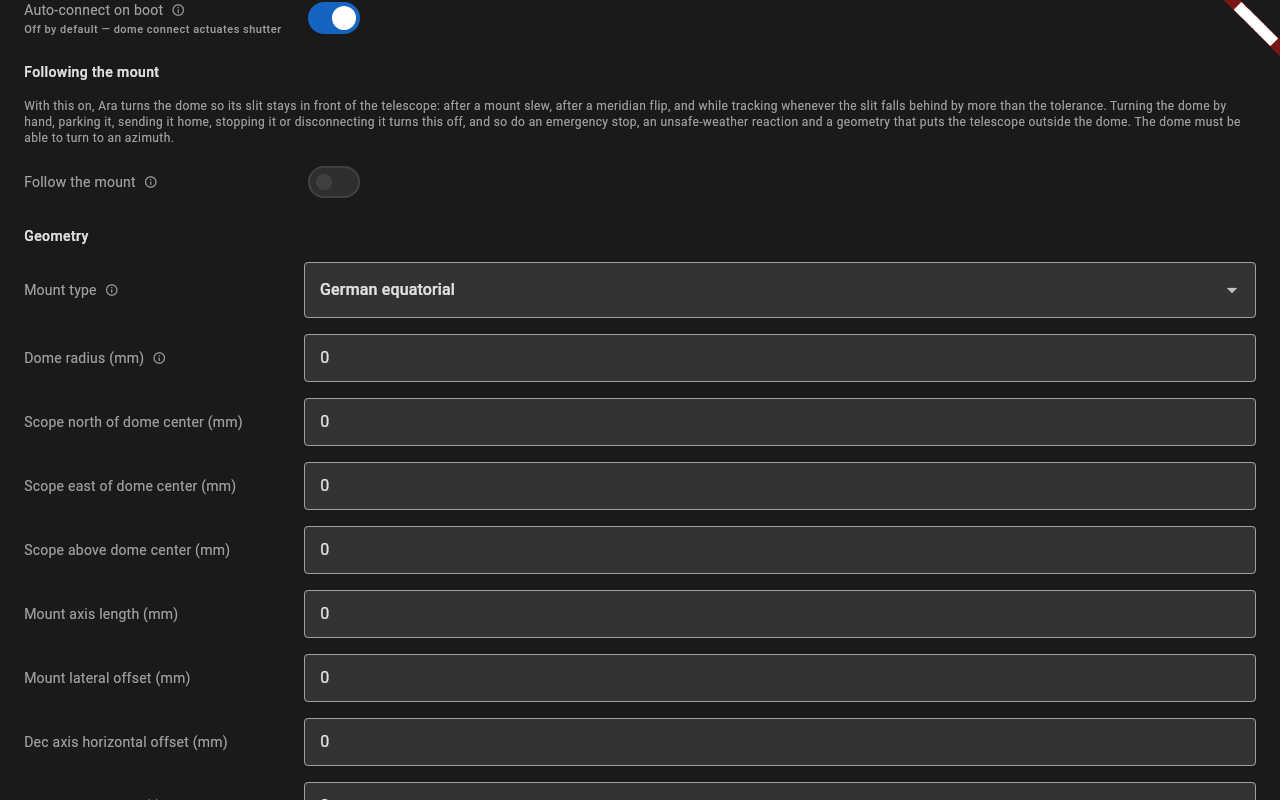 Auto-connect on boot
Off by default — dome connect actuates shutter
Following the mount
With this on, Ara turns the dome so its slit stays in front of the telescope: after a mount slew, after a meridian flip, and while tracking whenever the slit falls behind by more than the tolerance. Turning the dome by
hand, parking it, sending it home, stopping it or disconnecting it turns this off, and so do an emergency stop, an unsafe-weather reaction and a geometry that puts the telescope outside the dome. The dome must be
able to turn to an azimuth.
Follow the mount
Geometry
Mount type
German equatorial
Dome radius (mm)
0
Scope north of dome center (mm)
0
Scope east of dome center (mm)
0
Scope above dome center (mm)
0
Mount axis length (mm)
0
Mount lateral offset (mm)
0
Dec axis horizontal offset (mm)
0